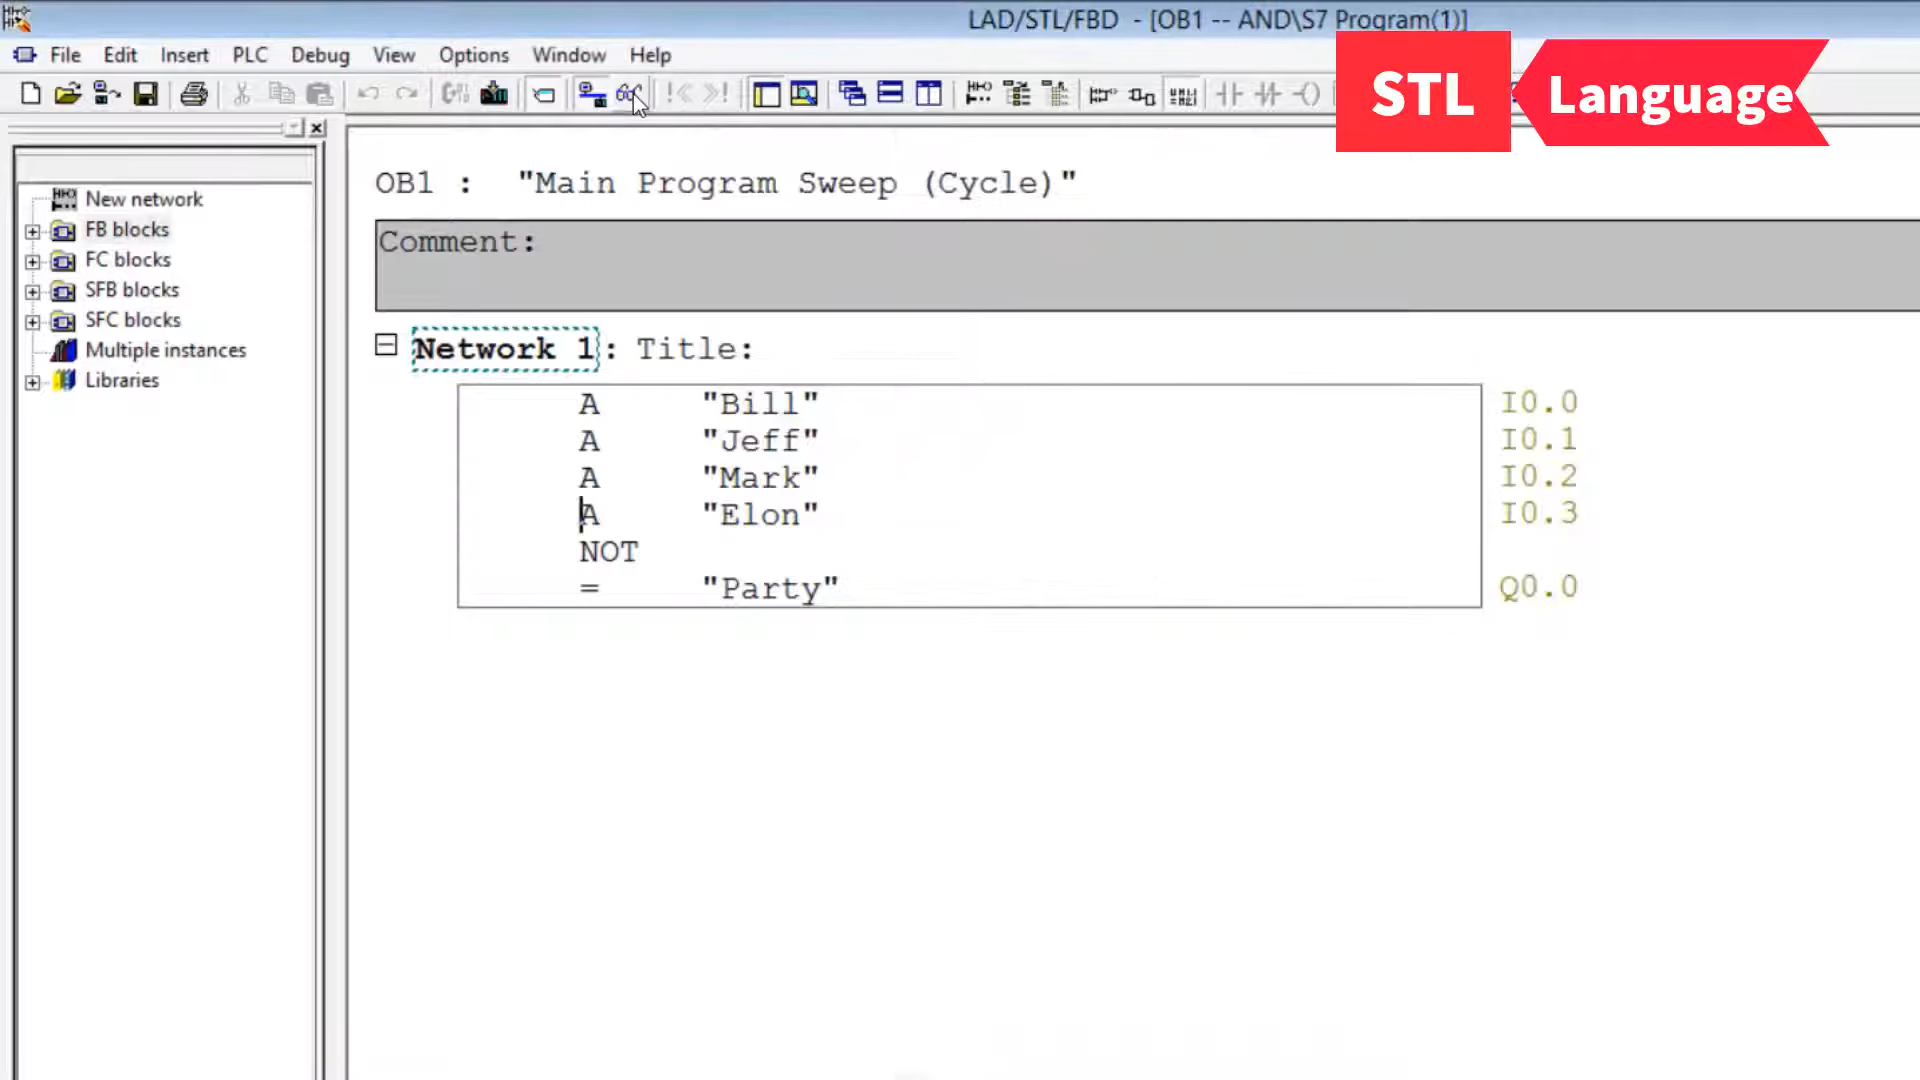 LAD/STL/FBD - [OB1 -- AND\S7 Program(1)]
File Edit Insert PLC Debug View Options Window Help
STL Language
New network
FB blocks
FC blocks
SFB blocks
SFC blocks
Multiple instances
Libraries
OB1 : "Main Program Sweep (Cycle)"
Comment:
Network 1: Title:
A "Bill" I0.0
A "Jeff" I0.1
A "Mark" I0.2
A "Elon" I0.3
NOT
= "Party" Q0.0